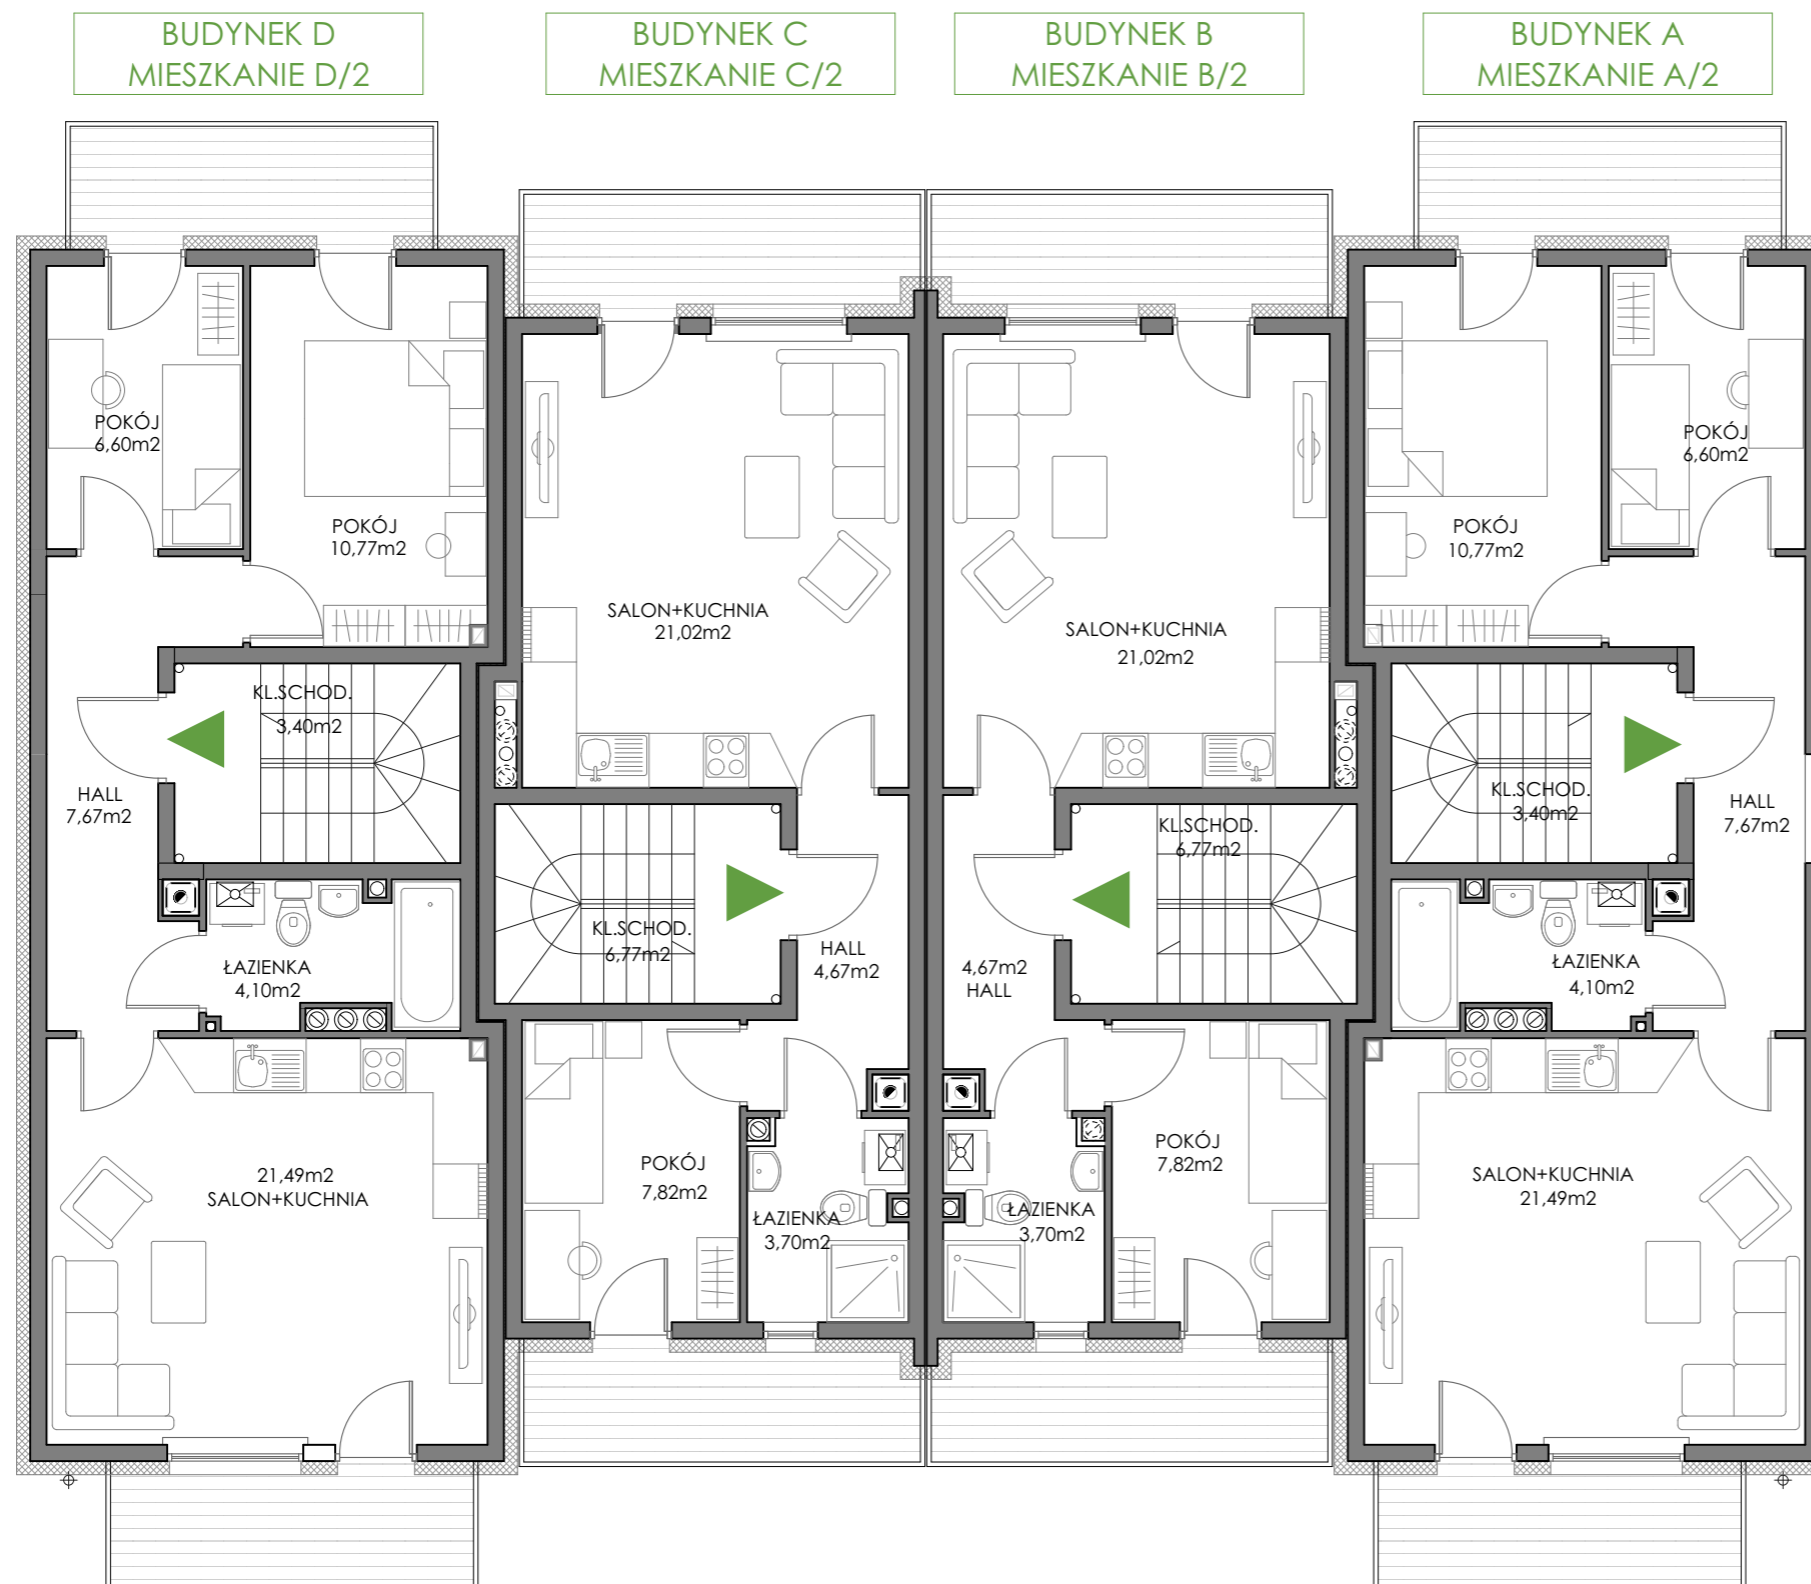 BUDYNEK D
MIESZKANIE D/2
BUDYNEK C
MIESZKANIE C/2
BUDYNEK B
MIESZKANIE B/2
BUDYNEK A
MIESZKANIE A/2
POKÓJ
6,60m2
POKÓJ
10,77m2
KL.SCHOD.
3,40m2
HALL
7,67m2
ŁAZIENKA
4,10m2
21,49m2
SALON+KUCHNIA
SALON+KUCHNIA
21,02m2
KL.SCHOD.
6,77m2
HALL
4,67m2
POKÓJ
7,82m2
ŁAZIENKA
3,70m2
SALON+KUCHNIA
21,02m2
KL.SCHOD.
6,77m2
4,67m2
HALL
POKÓJ
7,82m2
ŁAZIENKA
3,70m2
POKÓJ
6,60m2
POKÓJ
10,77m2
KL.SCHOD.
3,40m2
HALL
7,67m2
ŁAZIENKA
4,10m2
SALON+KUCHNIA
21,49m2